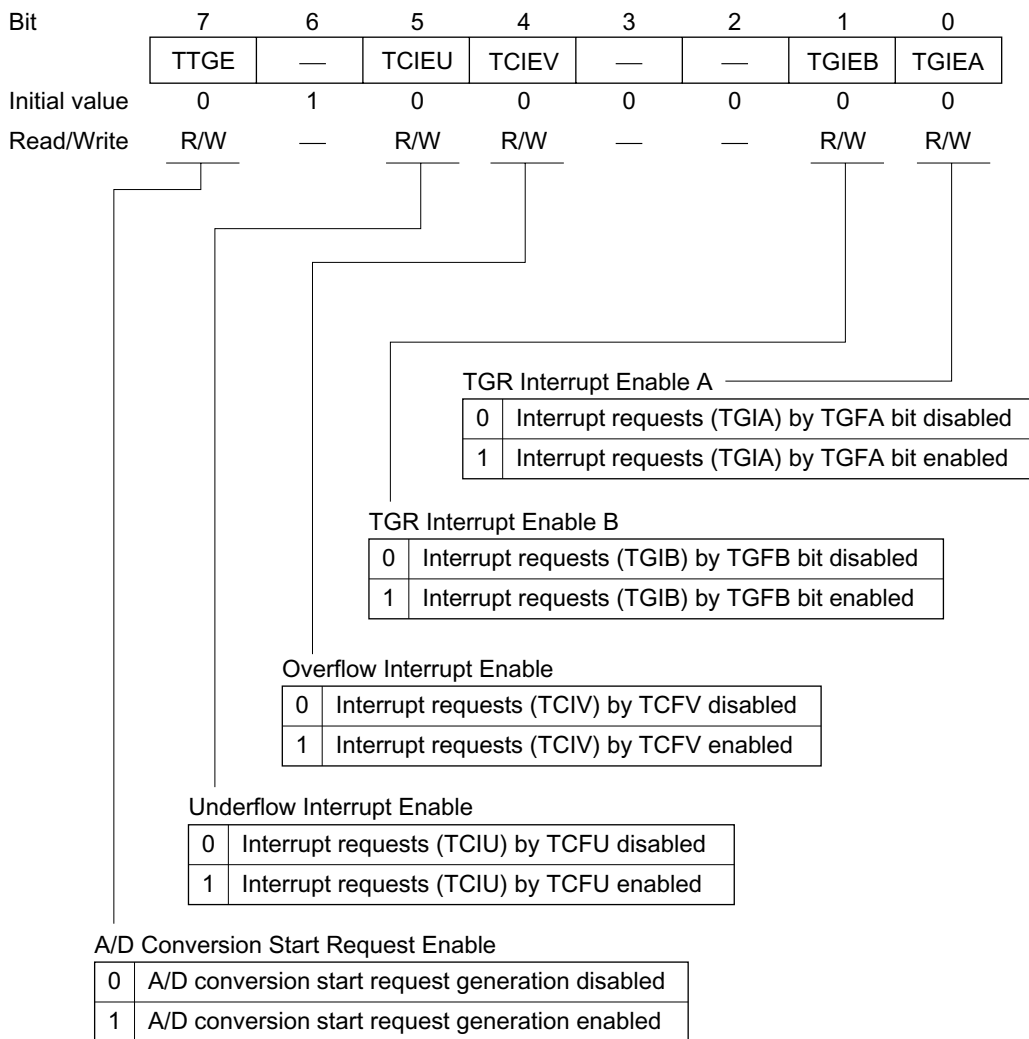 Bit 7 6 5 4 3 2 1 0
TTGE — TCIEU TCIEV — — TGIEB TGIEA
Initial value 0 1 0 0 0 0 0 0
Read/Write R/W — R/W R/W — — R/W R/W
TGR Interrupt Enable A
0 Interrupt requests (TGIA) by TGFA bit disabled
1 Interrupt requests (TGIA) by TGFA bit enabled
TGR Interrupt Enable B
0 Interrupt requests (TGIB) by TGFB bit disabled
1 Interrupt requests (TGIB) by TGFB bit enabled
Overflow Interrupt Enable
0 Interrupt requests (TCIV) by TCFV disabled
1 Interrupt requests (TCIV) by TCFV enabled
Underflow Interrupt Enable
0 Interrupt requests (TCIU) by TCFU disabled
1 Interrupt requests (TCIU) by TCFU enabled
A/D Conversion Start Request Enable
0 A/D conversion start request generation disabled
1 A/D conversion start request generation enabled